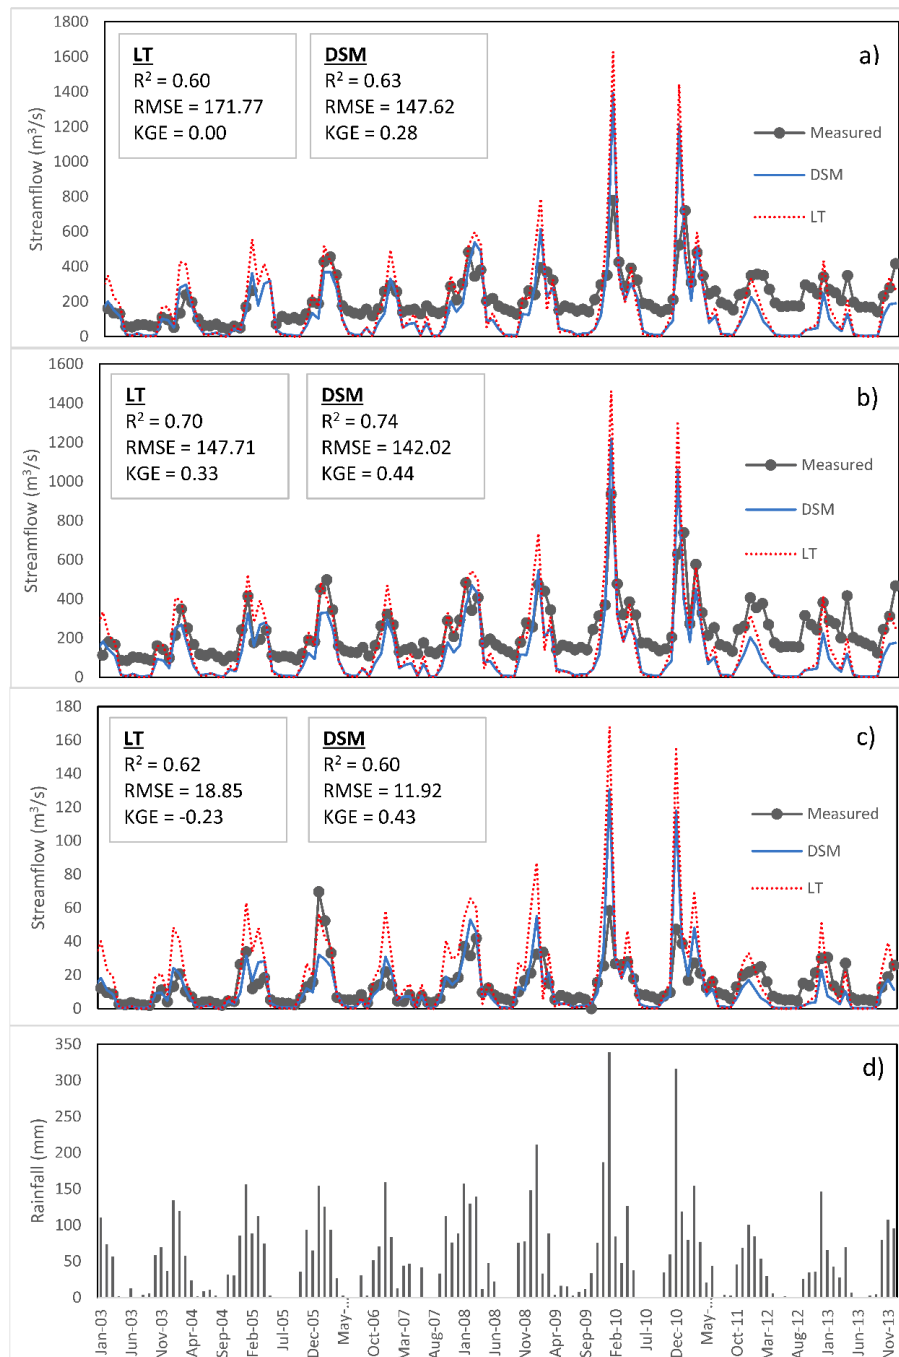 1800
1600
1400
1200
1000
800
600
400
200
0
Streamflow (m³/s)
LT
R² = 0.60
RMSE = 171.77
KGE = 0.00
DSM
R² = 0.63
RMSE = 147.62
KGE = 0.28
a)
Measured
DSM
LT
1600
1400
1200
1000
800
600
400
200
0
Streamflow (m³/s)
LT
R² = 0.70
RMSE = 147.71
KGE = 0.33
DSM
R² = 0.74
RMSE = 142.02
KGE = 0.44
b)
Measured
DSM
LT
180
160
140
120
100
80
60
40
20
0
Streamflow (m³/s)
LT
R² = 0.62
RMSE = 18.85
KGE = -0.23
DSM
R² = 0.60
RMSE = 11.92
KGE = 0.43
c)
Measured
DSM
LT
350
300
250
200
150
100
50
0
Rainfall (mm)
d)
Jan-03
Jun-03
Nov-03
Apr-04
Sep-04
Feb-05
Jul-05
Dec-05
May-...
Oct-06
Mar-07
Aug-07
Jan-08
Jun-08
Nov-08
Apr-09
Sep-09
Feb-10
Jul-10
Dec-10
May-...
Oct-11
Mar-12
Aug-12
Jan-13
Jun-13
Nov-13